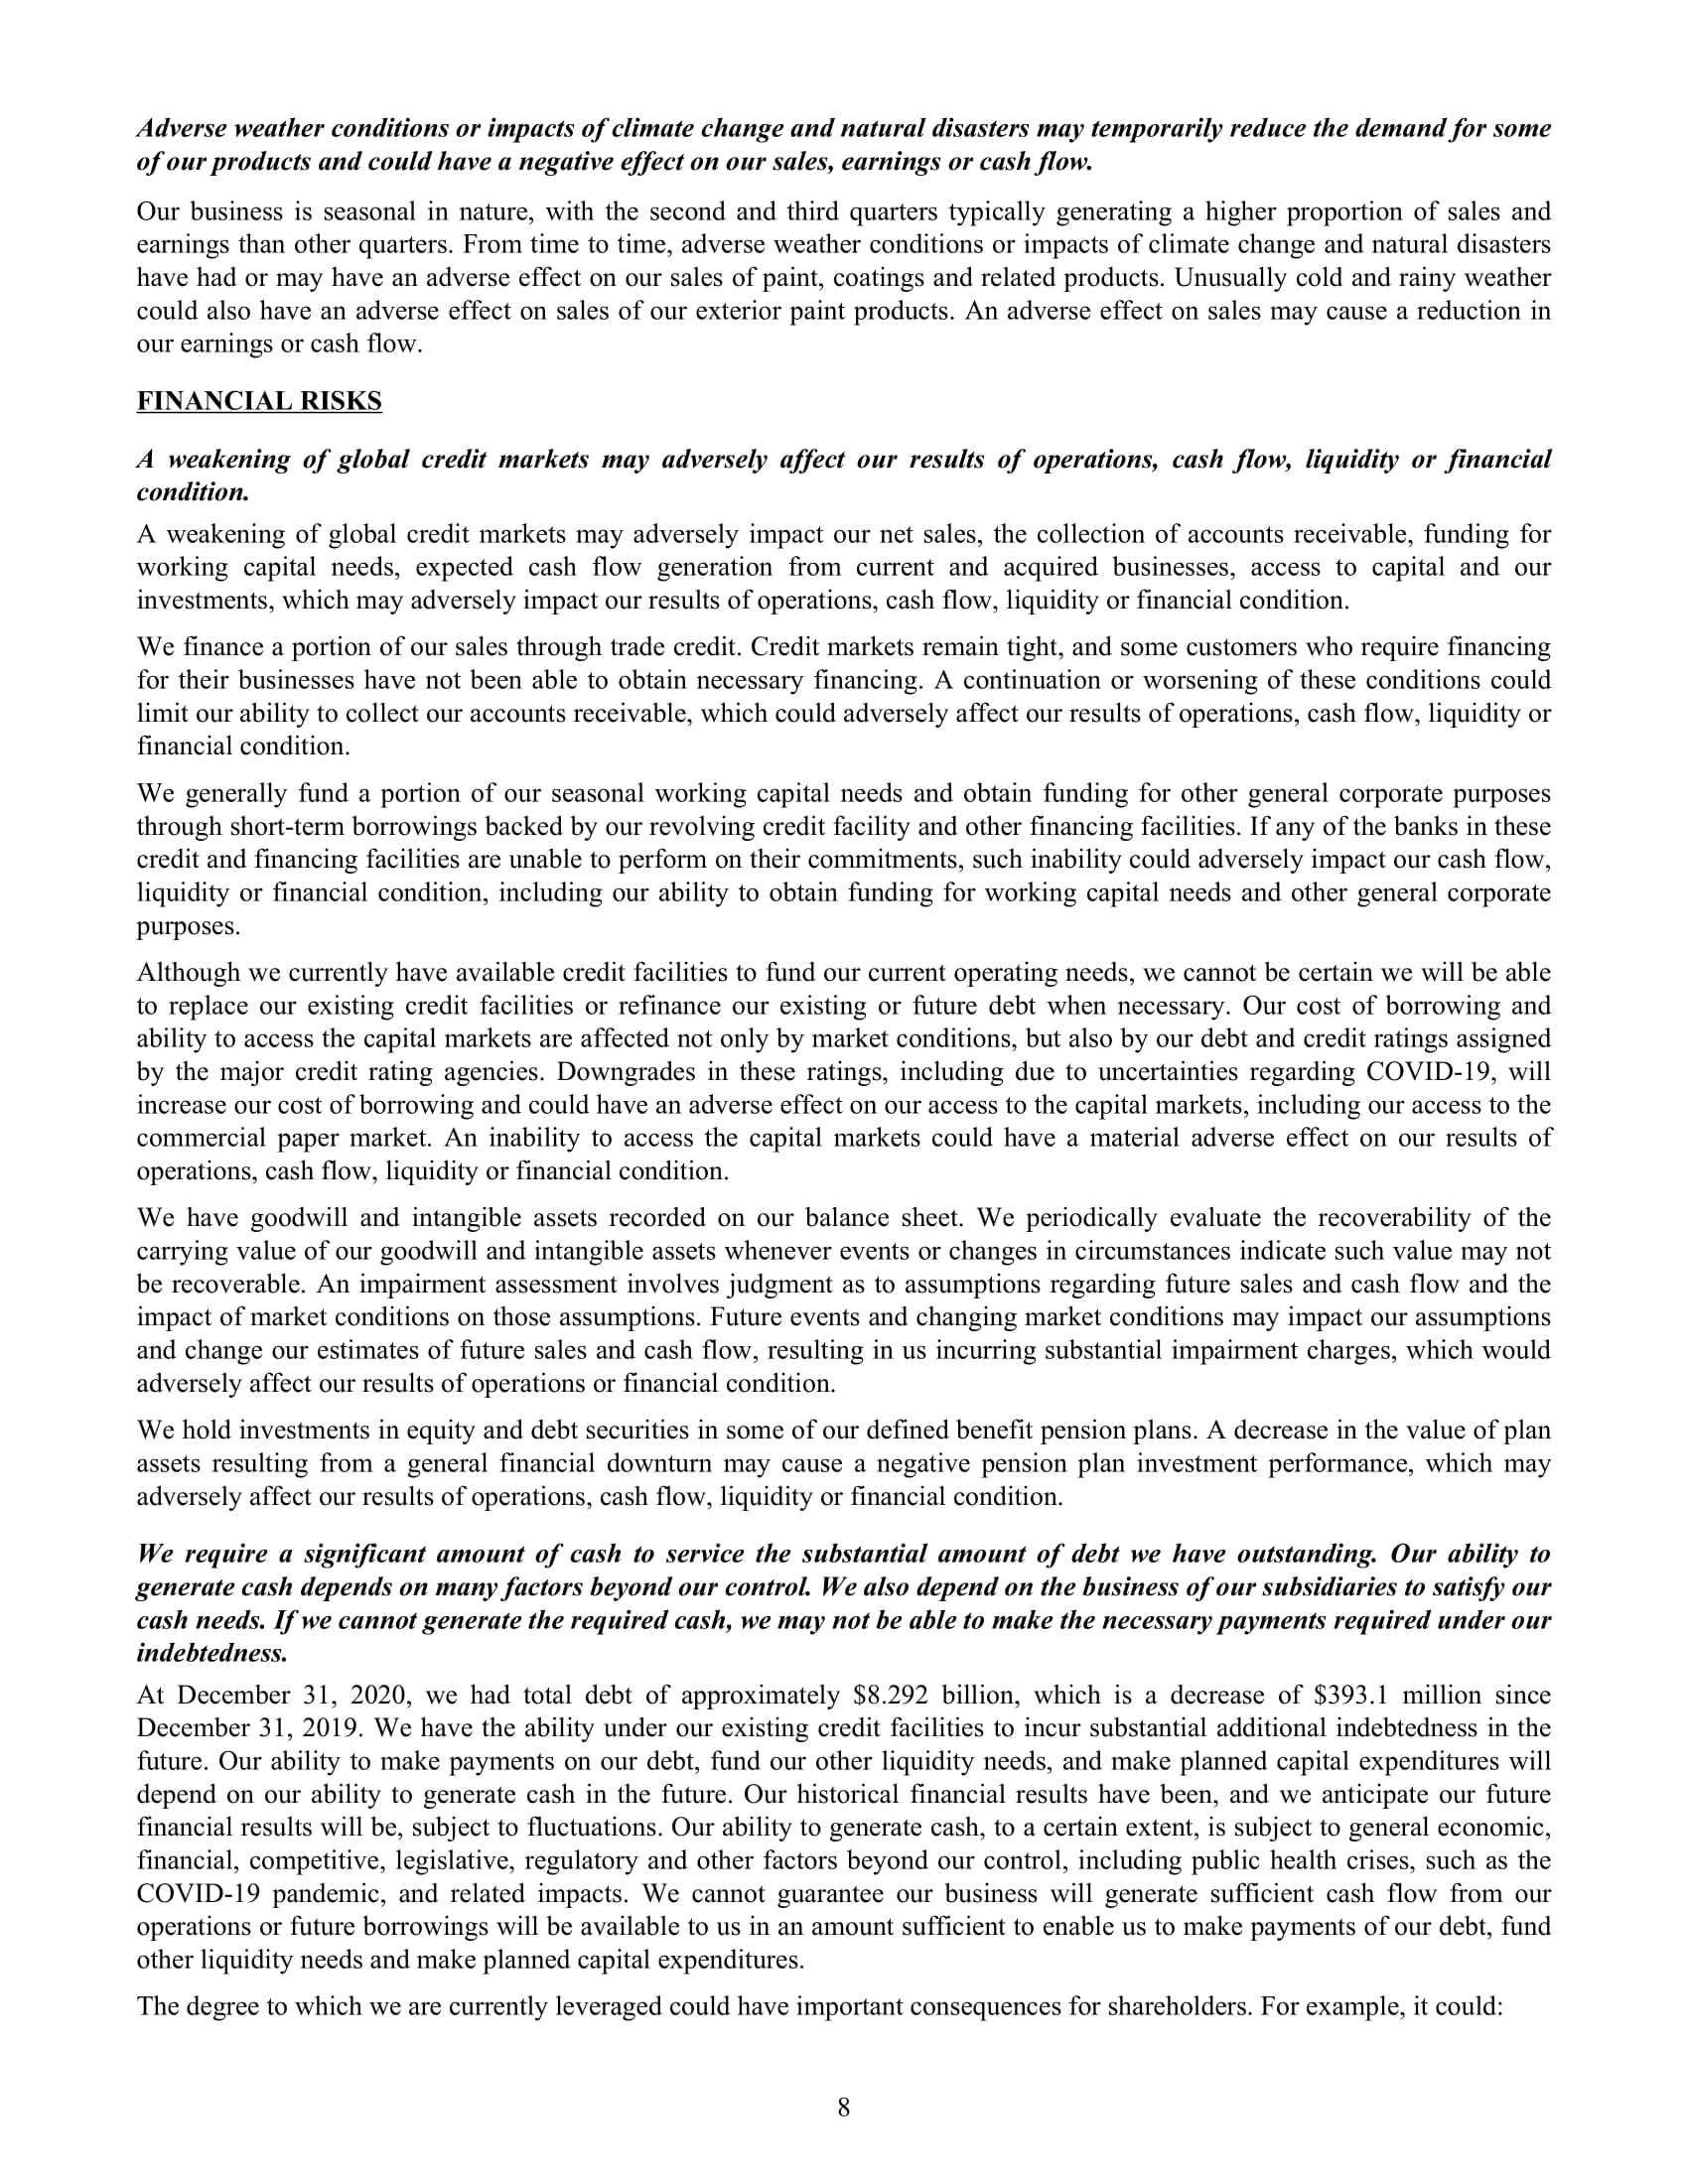 Adverse weather conditions or impacts of climate change and natural disasters may temporarily reduce the demand for some
of our products and could have a negative effect on our sales, earnings or cash flow.
Our business is seasonal in nature, with the second and third quarters typically generating a higher proportion of sales and
earnings than other quarters. From time to time, adverse weather conditions or impacts of climate change and natural disasters
have had or may have an adverse effect on our sales of paint, coatings and related products. Unusually cold and rainy weather
could also have an adverse effect on sales of our exterior paint products. An adverse effect on sales may cause a reduction in
our earnings or cash flow.
FINANCIAL RISKS
A weakening of global credit markets may adversely affect our results of operations, cash flow, liquidity or financial
condition.
A weakening of global credit markets may adversely impact our net sales, the collection of accounts receivable, funding for
working capital needs, expected cash flow generation from current and acquired businesses, access to capital and our
investments, which may adversely impact our results of operations, cash flow, liquidity or financial condition.
We finance a portion of our sales through trade credit. Credit markets remain tight, and some customers who require financing
for their businesses have not been able to obtain necessary financing. A continuation or worsening of these conditions could
limit our ability to collect our accounts receivable, which could adversely affect our results of operations, cash flow, liquidity or
financial condition.
We generally fund a portion of our seasonal working capital needs and obtain funding for other general corporate purposes
through short-term borrowings backed by our revolving credit facility and other financing facilities. If any of the banks in these
credit and financing facilities are unable to perform on their commitments, such inability could adversely impact our cash flow,
liquidity or financial condition, including our ability to obtain funding for working capital needs and other general corporate
purposes.
Although we currently have available credit facilities to fund our current operating needs, we cannot be certain we will be able
to replace our existing credit facilities or refinance our existing or future debt when necessary. Our cost of borrowing and
ability to access the capital markets are affected not only by market conditions, but also by our debt and credit ratings assigned
by the major credit rating agencies. Downgrades in these ratings, including due to uncertainties regarding COVID-19, will
increase our cost of borrowing and could have an adverse effect on our access to the capital markets, including our access to the
commercial paper market. An inability to access the capital markets could have a material adverse effect on our results of
operations, cash flow, liquidity or financial condition.
We have goodwill and intangible assets recorded on our balance sheet. We periodically evaluate the recoverability of the
carrying value of our goodwill and intangible assets whenever events or changes in circumstances indicate such value may not
be recoverable. An impairment assessment involves judgment as to assumptions regarding future sales and cash flow and the
impact of market conditions on those assumptions. Future events and changing market conditions may impact our assumptions
and change our estimates of future sales and cash flow, resulting in us incurring substantial impairment charges, which would
adversely affect our results of operations or financial condition.
We hold investments in equity and debt securities in some of our defined benefit pension plans. A decrease in the value of plan
assets resulting from a general financial downturn may cause a negative pension plan investment performance, which may
adversely affect our results of operations, cash flow, liquidity or financial condition.
We require a significant amount of cash to service the substantial amount of debt we have outstanding. Our ability to
generate cash depends on many factors beyond our control. We also depend on the business of our subsidiaries to satisfy our
cash needs. If we cannot generate the required cash, we may not be able to make the necessary payments required under our
indebtedness.
At December 31, 2020, we had total debt of approximately $8.292 billion, which is a decrease of $393.1 million since
December 31, 2019. We have the ability under our existing credit facilities to incur substantial additional indebtedness in the
future. Our ability to make payments on our debt, fund our other liquidity needs, and make planned capital expenditures will
depend on our ability to generate cash in the future. Our historical financial results have been, and we anticipate our future
financial results will be, subject to fluctuations. Our ability to generate cash, to a certain extent, is subject to general economic,
financial, competitive, legislative, regulatory and other factors beyond our control, including public health crises, such as the
COVID-19 pandemic, and related impacts. We cannot guarantee our business will generate sufficient cash flow from our
operations or future borrowings will be available to us in an amount sufficient to enable us to make payments of our debt, fund
other liquidity needs and make planned capital expenditures.
The degree to which we are currently leveraged could have important consequences for shareholders. For example, it could:
8